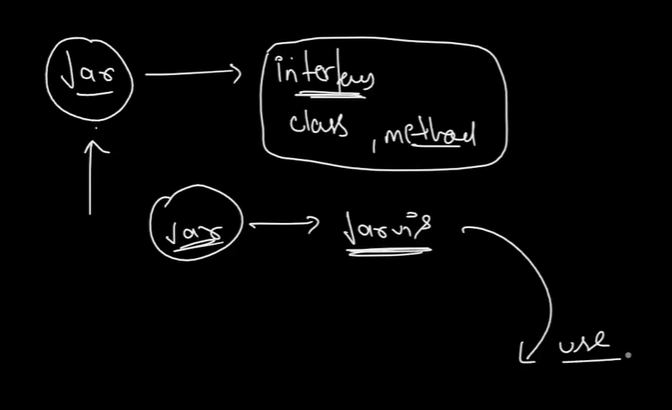 Jar
interfaces
class , method
Jar
Jarvis
use.